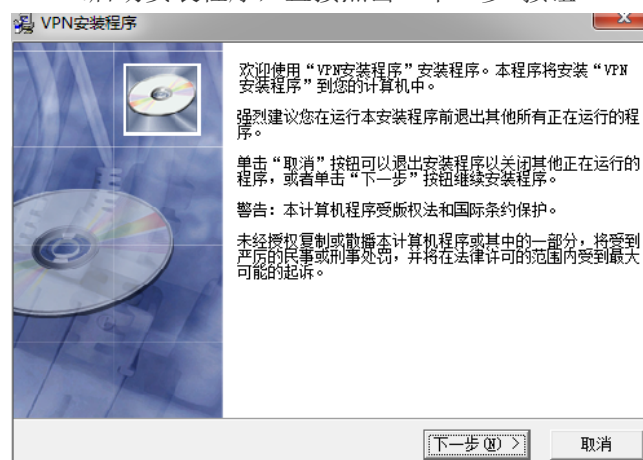 VPN安装程序
欢迎使用“VPN安装程序”安装程序。本程序将安装“VPN
安装程序”到您的计算机中。
强烈建议您在运行本安装程序前退出其他所有正在运行的程
序。
单击“取消”按钮可以退出安装程序以关闭其他正在运行的
程序，或者单击“下一步”按钮继续安装程序。
警告：本计算机程序受版权法和国际条约保护。
未经授权复制或散播本计算机程序或其中的一部分，将受到
严厉的民事或刑事处罚，并将在法律许可的范围内受到最大
可能的起诉。
下一步(N) >
取消